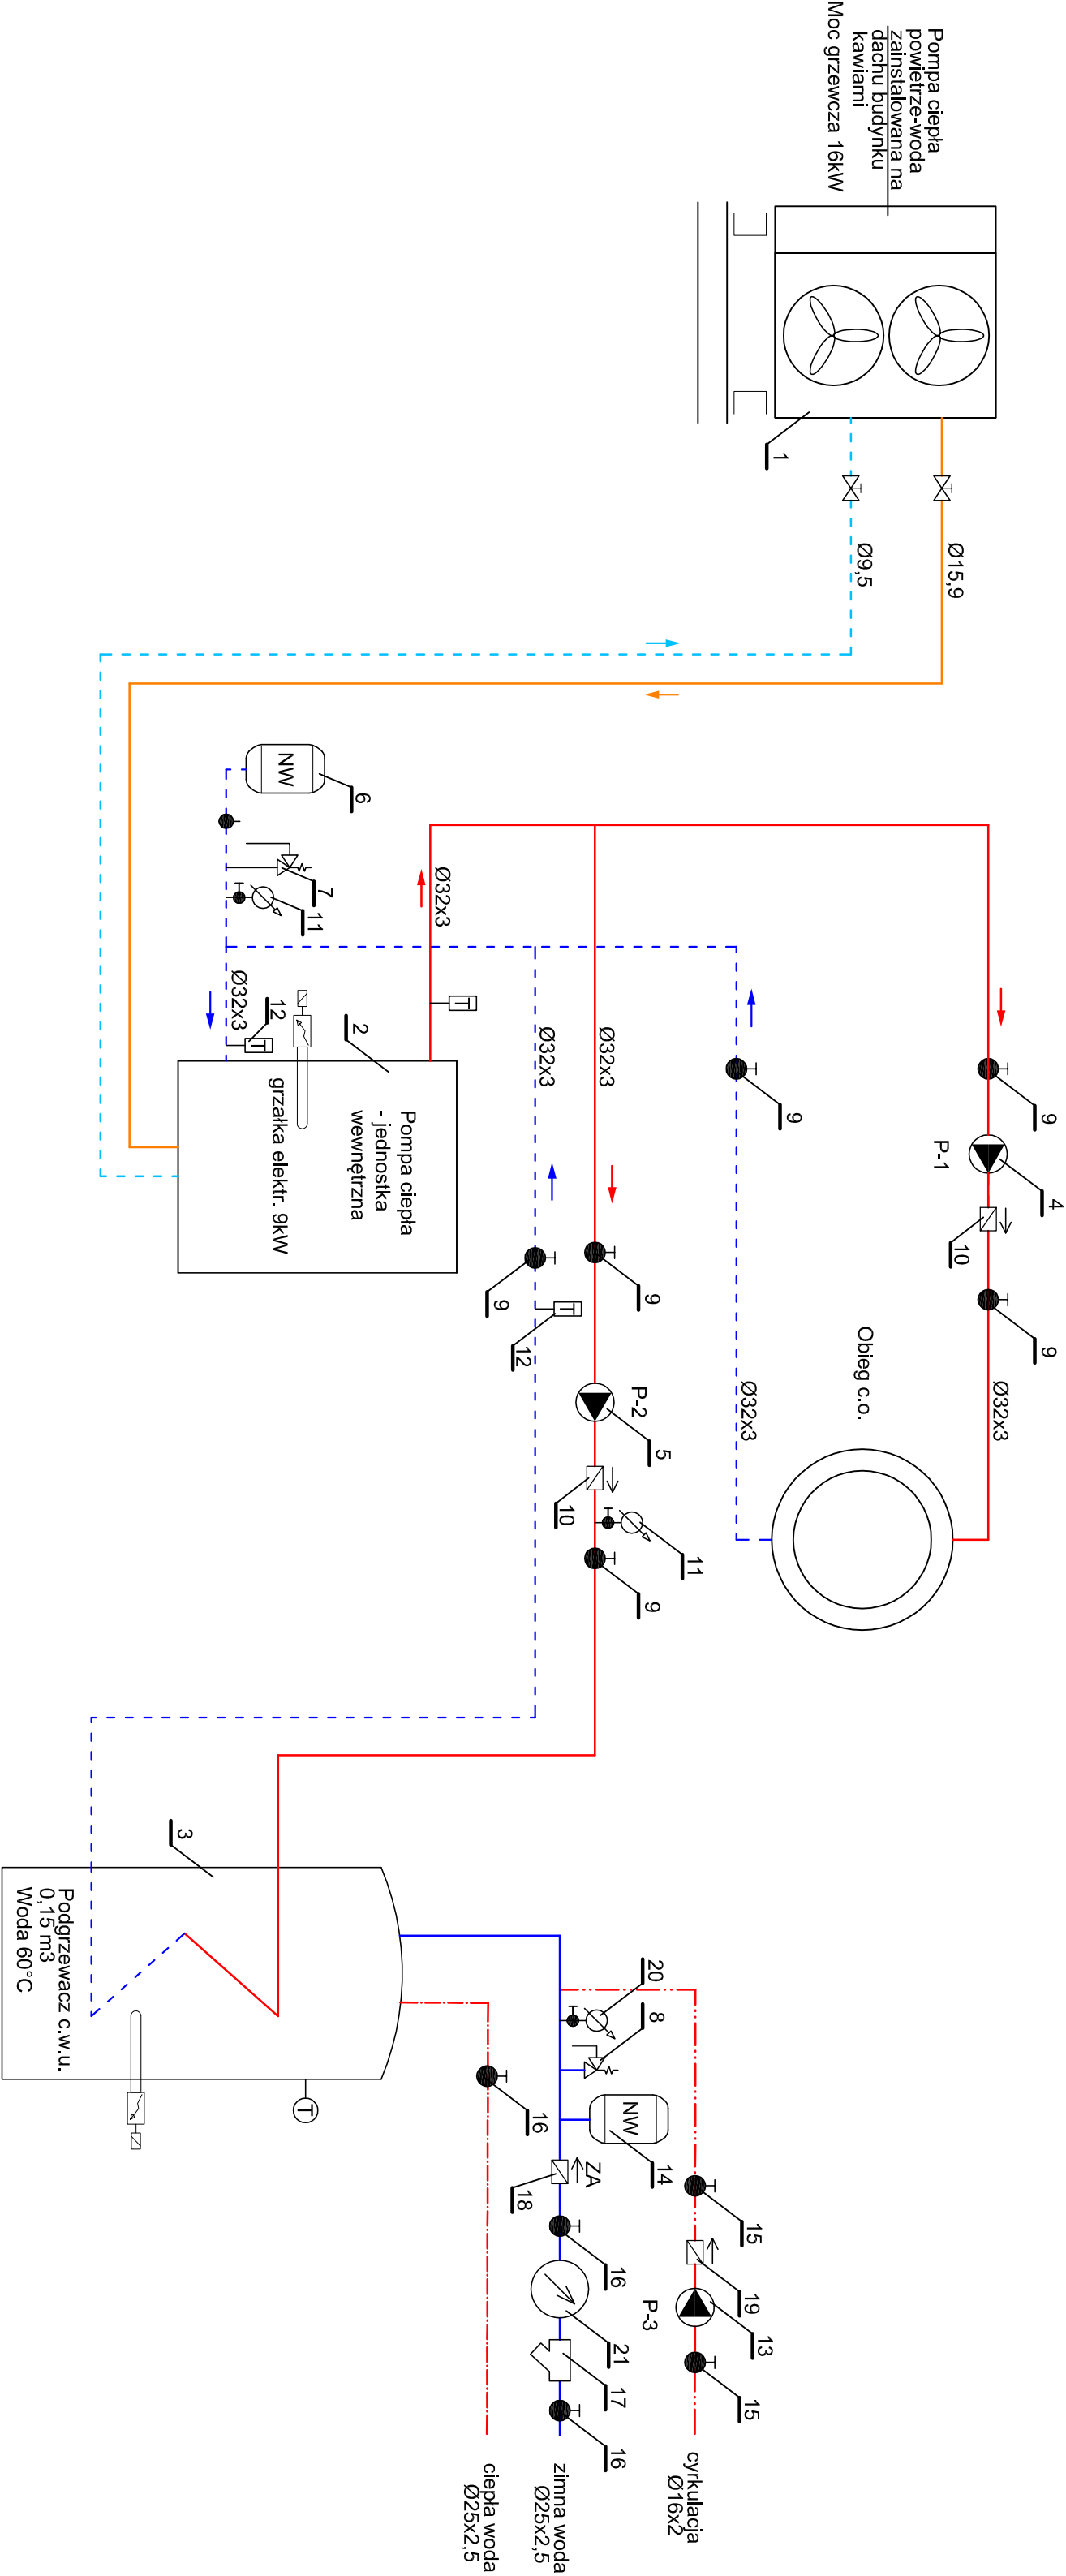 Pompa ciepła
powietrze-woda
zainstalowana na
dachu budynku
kawiarni
Moc grzewcza 16kW
1
Ø15,9
Ø9,5
NW
6
7
11
Ø32x3
Ø32x3
12
T
T
2
Pompa ciepła
- jednostka
wewnętrzna
grzałka elektr. 9kW
9
P-1
4
10
9
Ø32x3
Obieg c.o.
9
Ø32x3
Ø32x3
9
P-2
5
10
11
9
Ø32x3
9
T
12
3
Podgrzewacz c.w.u.
0,15 m3
Woda 60°C
T
20
8
NW
14
ZA
18
16
21
17
16
zimna woda
Ø25x2,5
16
ciepła woda
Ø25x2,5
15
19
P-3
13
15
cyrkulacja
Ø16x2